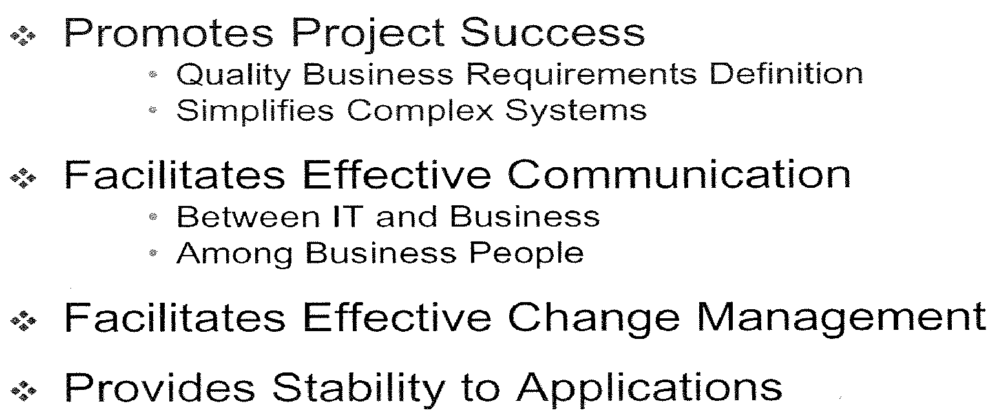 ❖ Promotes Project Success
• Quality Business Requirements Definition
• Simplifies Complex Systems
❖ Facilitates Effective Communication
• Between IT and Business
• Among Business People
❖ Facilitates Effective Change Management
❖ Provides Stability to Applications